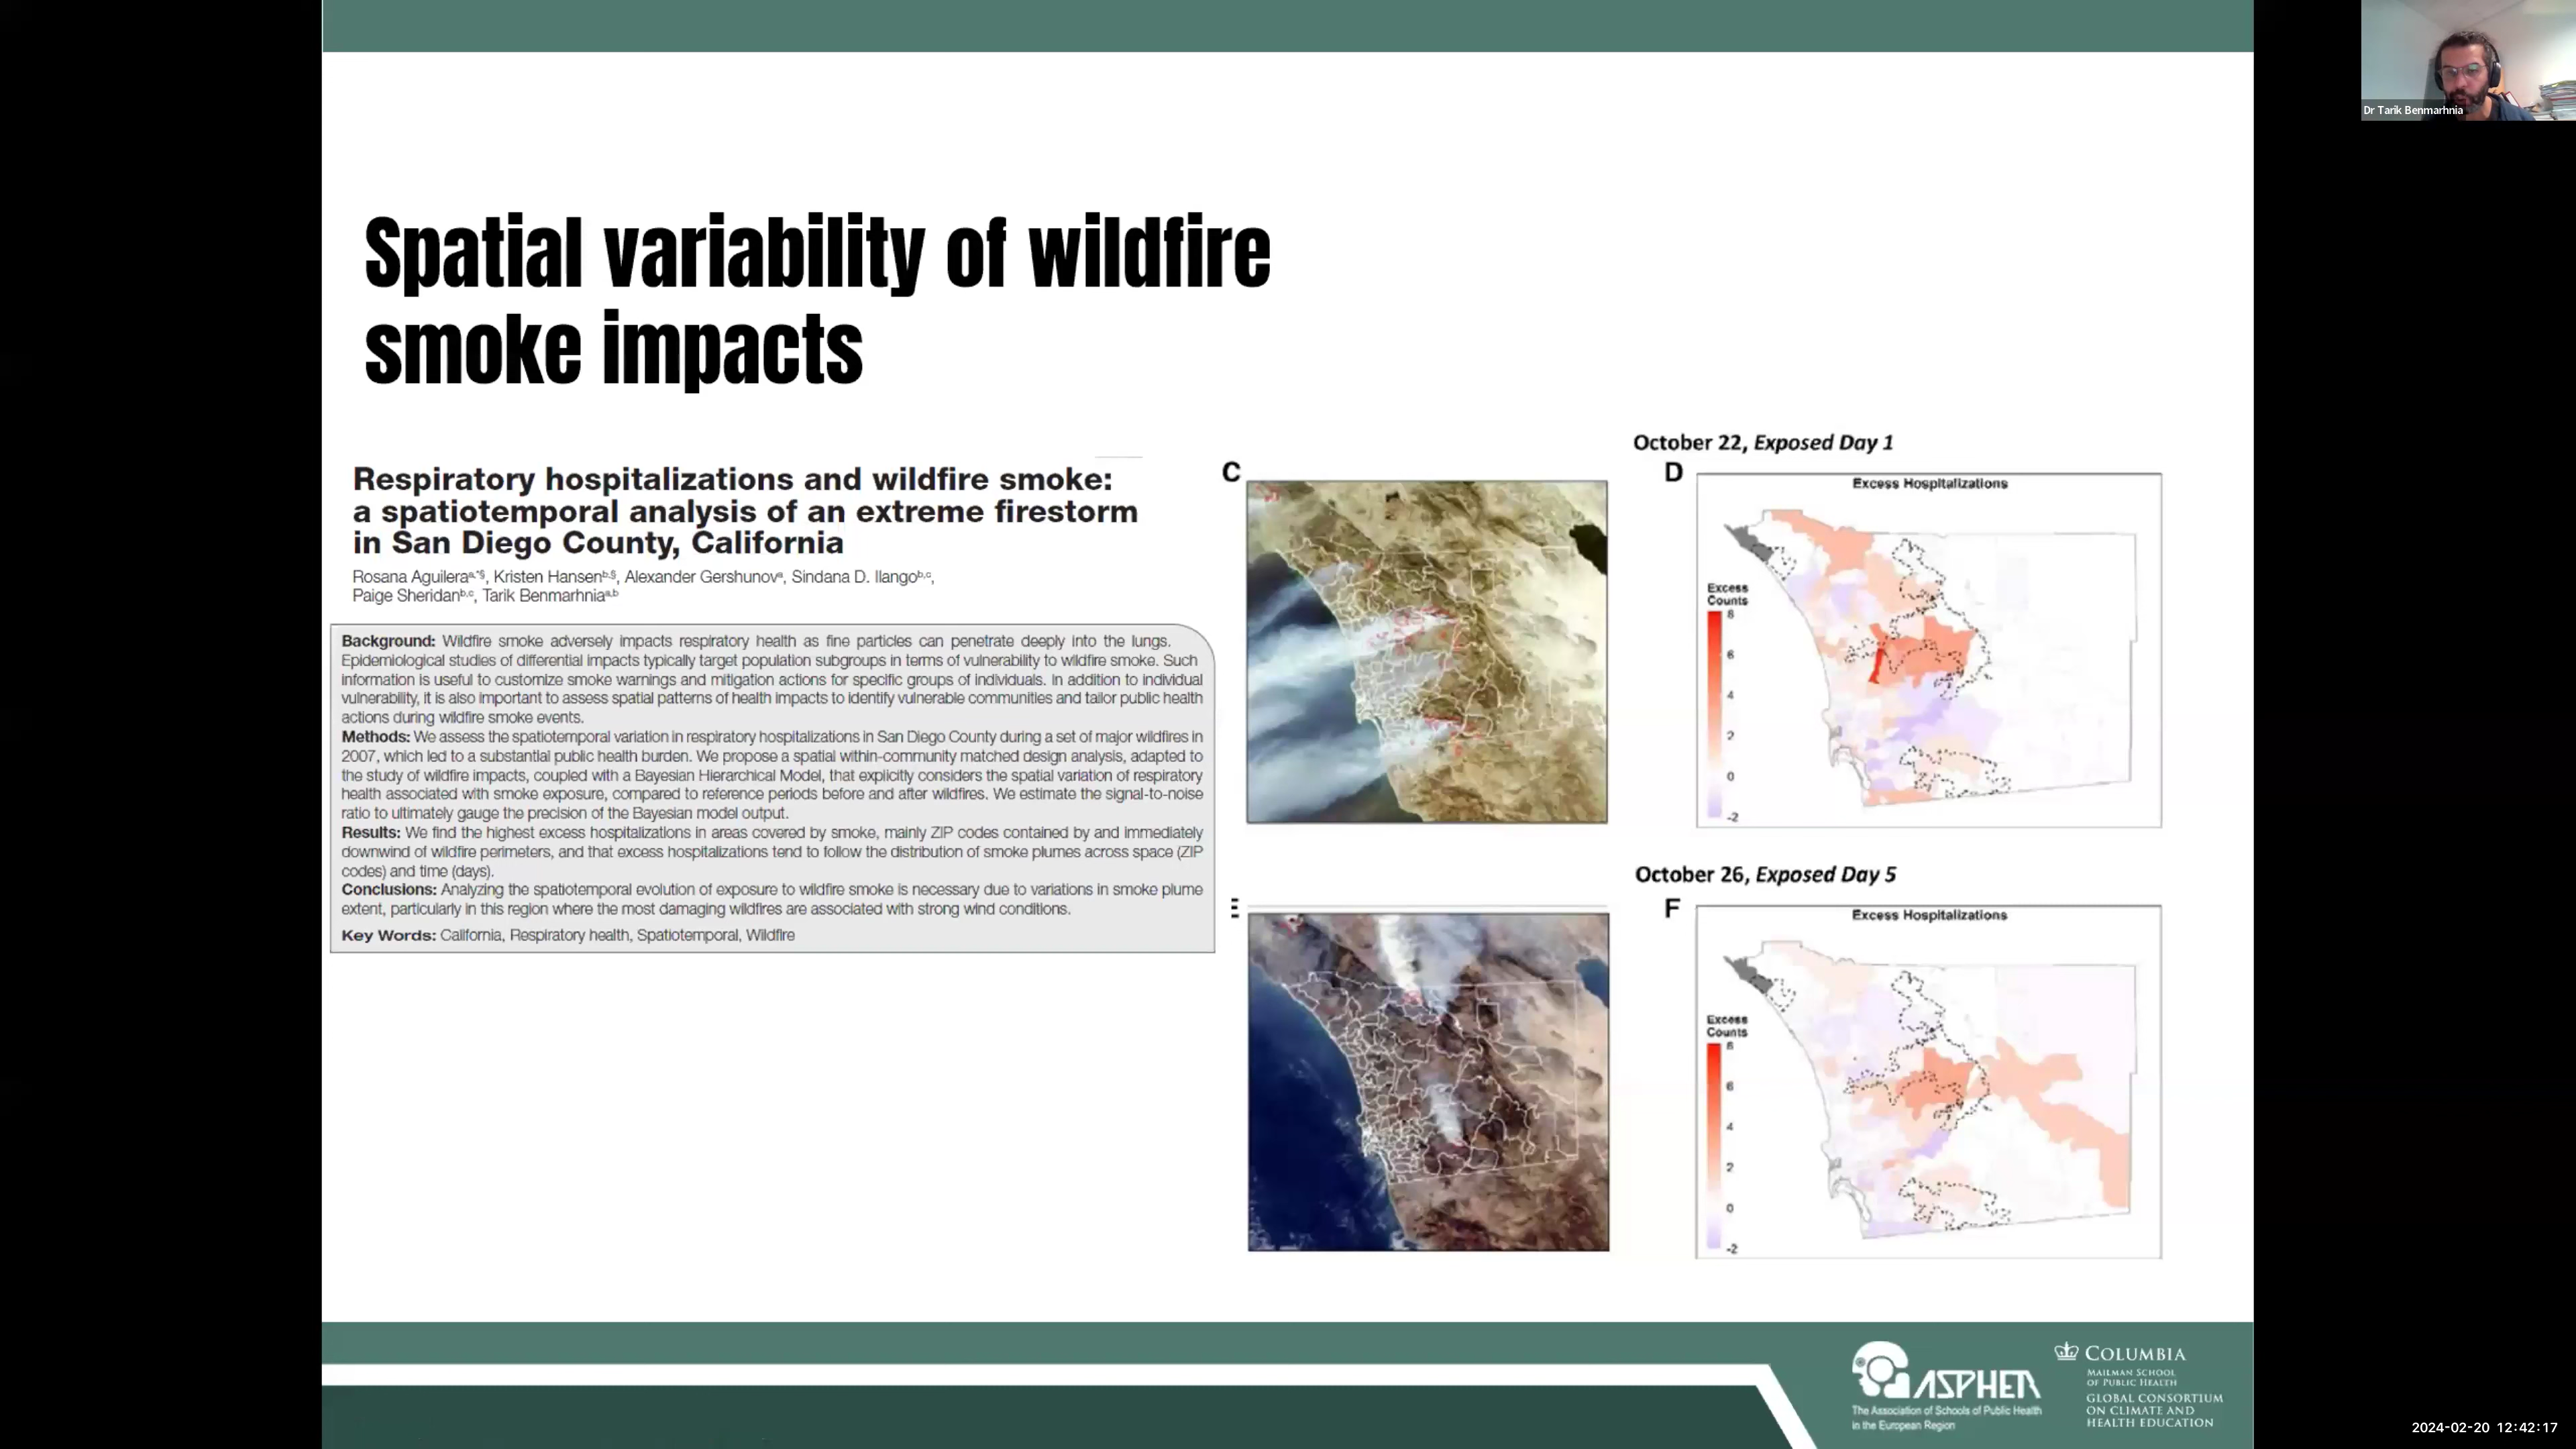 Dr Tarik Benmarhnia
Spatial variability of wildfire
smoke impacts
Respiratory hospitalizations and wildfire smoke:
a spatiotemporal analysis of an extreme firestorm
in San Diego County, California
Rosana Aguilera^a,*§, Kristen Hansen^b,§, Alexander Gershunov^a, Sindana D. Ilango^b,c,
Paige Sheridan^b,c, Tarik Benmarhnia^a,b
Background: Wildfire smoke adversely impacts respiratory health as fine particles can penetrate deeply into the lungs.
Epidemiological studies of differential impacts typically target population subgroups in terms of vulnerability to wildfire smoke. Such
information is useful to customize smoke warnings and mitigation actions for specific groups of individuals. In addition to individual
vulnerability, it is also important to assess spatial patterns of health impacts to identify vulnerable communities and tailor public health
actions during wildfire smoke events.
Methods: We assess the spatiotemporal variation in respiratory hospitalizations in San Diego County during a set of major wildfires in
2007, which led to a substantial public health burden. We propose a spatial within-community matched design analysis, adapted to
the study of wildfire impacts, coupled with a Bayesian Hierarchical Model, that explicitly considers the spatial variation of respiratory
health associated with smoke exposure, compared to reference periods before and after wildfires. We estimate the signal-to-noise
ratio to ultimately gauge the precision of the Bayesian model output.
Results: We find the highest excess hospitalizations in areas covered by smoke, mainly ZIP codes contained by and immediately
downwind of wildfire perimeters, and that excess hospitalizations tend to follow the distribution of smoke plumes across space (ZIP
codes) and time (days).
Conclusions: Analyzing the spatiotemporal evolution of exposure to wildfire smoke is necessary due to variations in smoke plume
extent, particularly in this region where the most damaging wildfires are associated with strong wind conditions.
Key Words: California, Respiratory health, Spatiotemporal, Wildfire
October 22, Exposed Day 1
C
D
Excess Hospitalizations
Excess
Counts
8
6
4
2
0
-2
October 26, Exposed Day 5
E
F
Excess Hospitalizations
Excess
Counts
8
6
4
2
0
-2
ASPHER
The Association of Schools of Public Health
in the European Region
COLUMBIA
MAILMAN SCHOOL
OF PUBLIC HEALTH
GLOBAL CONSORTIUM
ON CLIMATE AND
HEALTH EDUCATION
2024-02-20 12:42:17